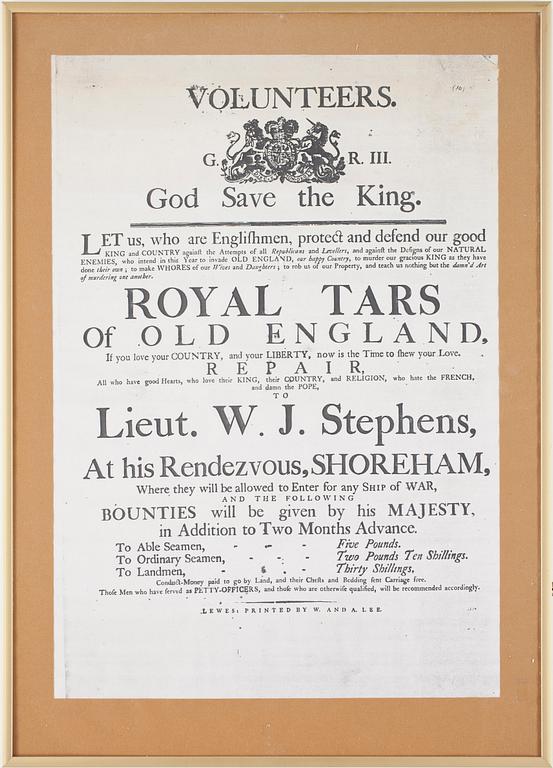 (10)
VOLUNTEERS.
G. R. III.
God Save the King.
LET us, who are Engliſhmen, protect and defend our good
KING and COUNTRY againſt the Attempts of all Republicans and Levellers, and againſt the Deſigns of our NATURAL
ENEMIES, who intend in this Year to invade OLD ENGLAND, our happy Country, to murder our gracious KING as they have
done their own; to make WHORES of our Wives and Daughters; to rob us of our Property, and teach us nothing but the damn'd Art
of murdering one another.
ROYAL TARS
Of OLD ENGLAND,
If you love your COUNTRY, and your LIBERTY, now is the Time to ſhew your Love.
REPAIR,
All who have good Hearts, who love their KING, their COUNTRY, and RELIGION, who hate the FRENCH,
and damn the POPE,
TO
Lieut. W. J. Stephens,
At his Rendezvous, SHOREHAM,
Where they will be allowed to Enter for any SHIP of WAR,
AND THE FOLLOWING
BOUNTIES will be given by his MAJESTY,
in Addition to Two Months Advance.
To Able Seamen, - - - Five Pounds.
To Ordinary Seamen, - - - Two Pounds Ten Shillings.
To Landmen, - - - Thirty Shillings,
Conduct-Money paid to go by Land, and their Cheſts and Bedding ſent Carriage free.
Thoſe Men who have ſerved as PETTY-OFFICERS, and thoſe who are otherwiſe qualified, will be recommended accordingly.
LEWES: PRINTED BY W. AND A. LEE.